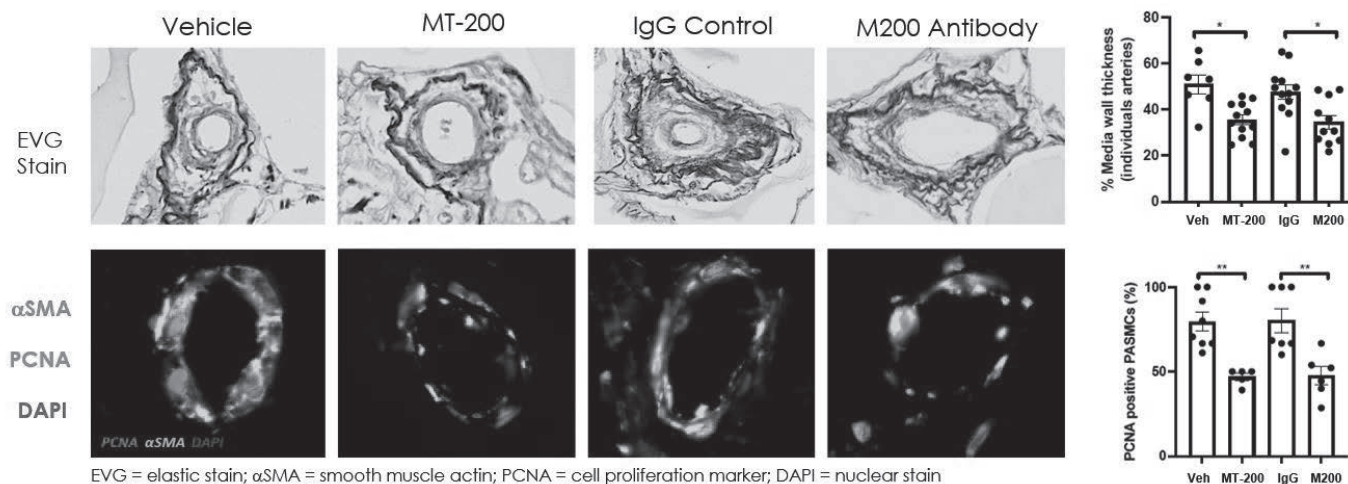 Vehicle
MT-200
IgG Control
M200 Antibody
EVG
Stain
αSMA
PCNA
DAPI
PCNA αSMA DAPI
EVG = elastic stain; αSMA = smooth muscle actin; PCNA = cell proliferation marker; DAPI = nuclear stain
% Media wall thickness
(individuals arteries)
80
60
40
20
0
*
*
Veh
MT-200
IgG
M200
PCNA positive PASMCs (%)
100
50
0
**
**
Veh
MT-200
IgG
M200